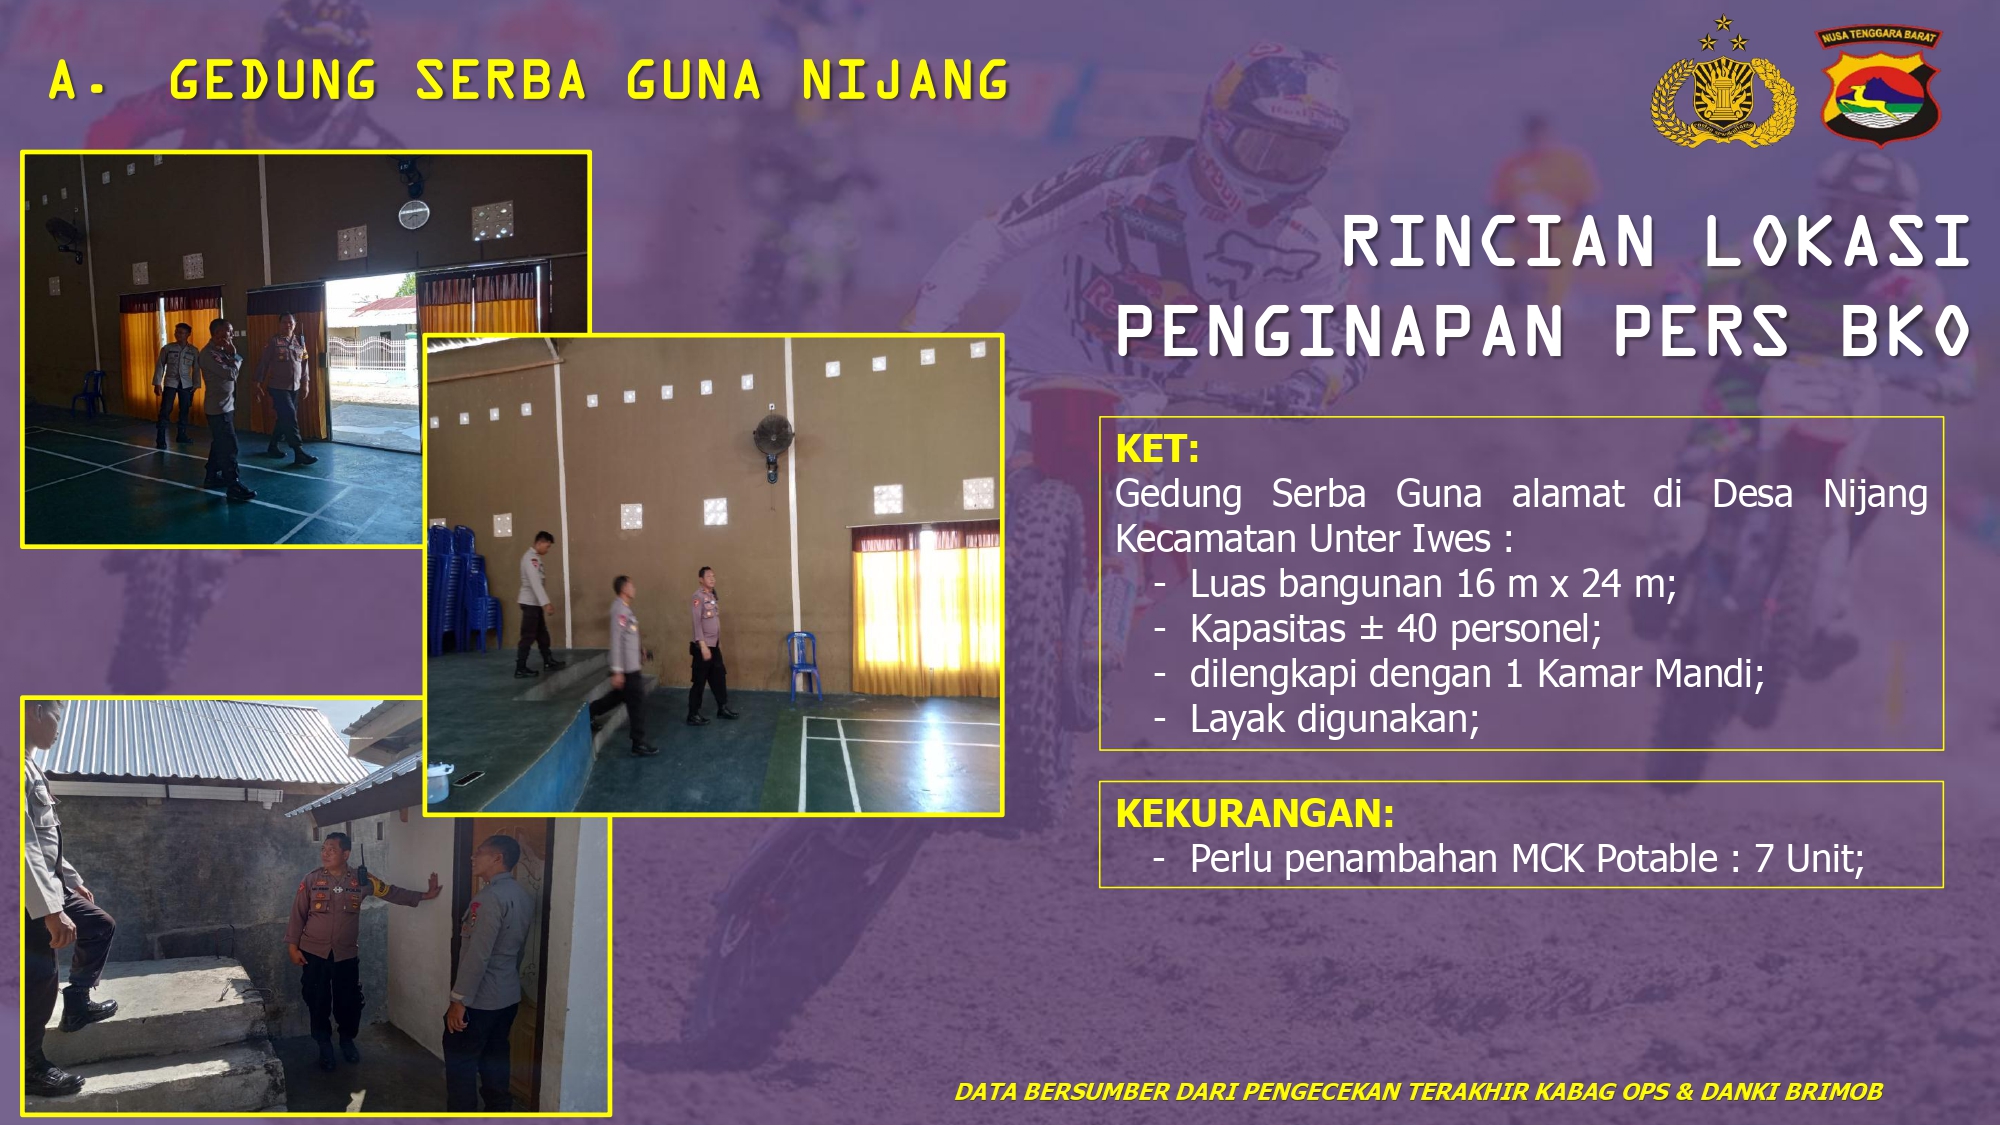 A. GEDUNG SERBA GUNA NIJANG
NUSA TENGGARA BARAT
RINCIAN LOKASI
PENGINAPAN PERS BKO
KET:
Gedung Serba Guna alamat di Desa Nijang
Kecamatan Unter Iwes :
- Luas bangunan 16 m x 24 m;
- Kapasitas ± 40 personel;
- dilengkapi dengan 1 Kamar Mandi;
- Layak digunakan;
KEKURANGAN:
- Perlu penambahan MCK Potable : 7 Unit;
DATA BERSUMBER DARI PENGECEKAN TERAKHIR KABAG OPS & DANKI BRIMOB